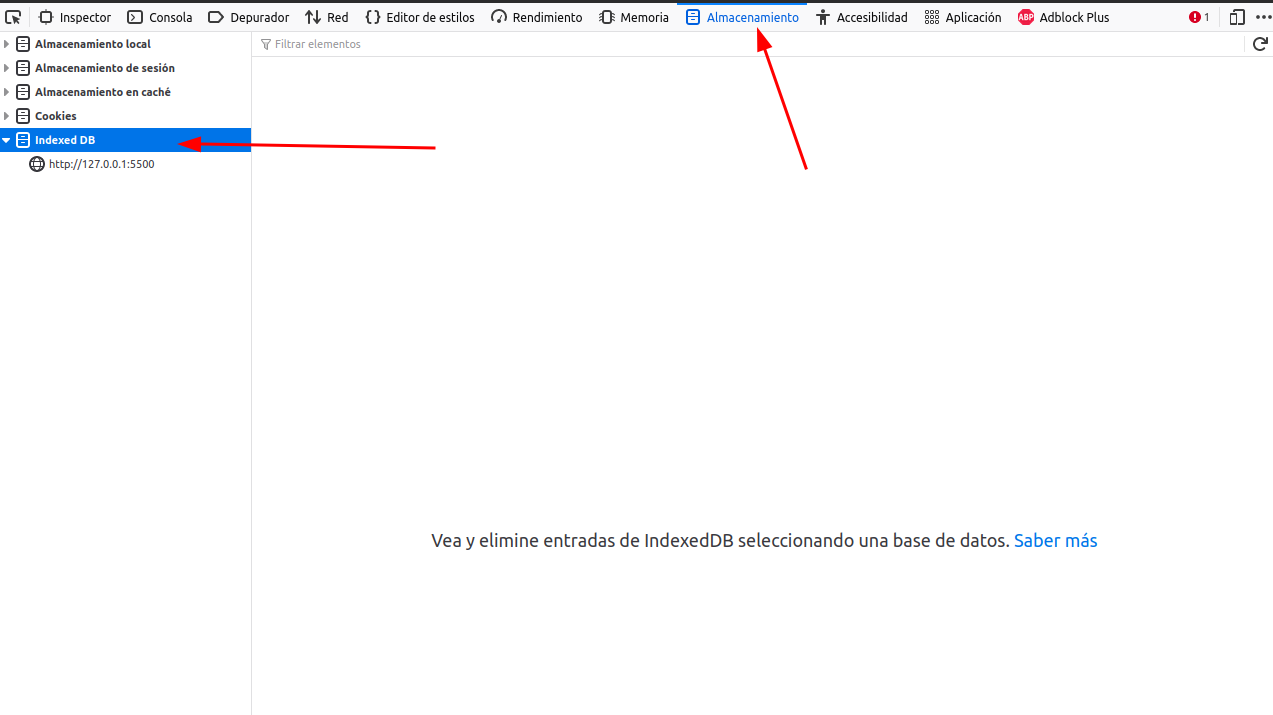 Inspector Consola Depurador Red Editor de estilos Rendimiento Memoria Almacenamiento Accesibilidad Aplicación ABP Adblock Plus 1
Almacenamiento local
Filtrar elementos
Almacenamiento de sesión
Almacenamiento en caché
Cookies
Indexed DB
http://127.0.0.1:5500
Vea y elimine entradas de IndexedDB seleccionando una base de datos. Saber más